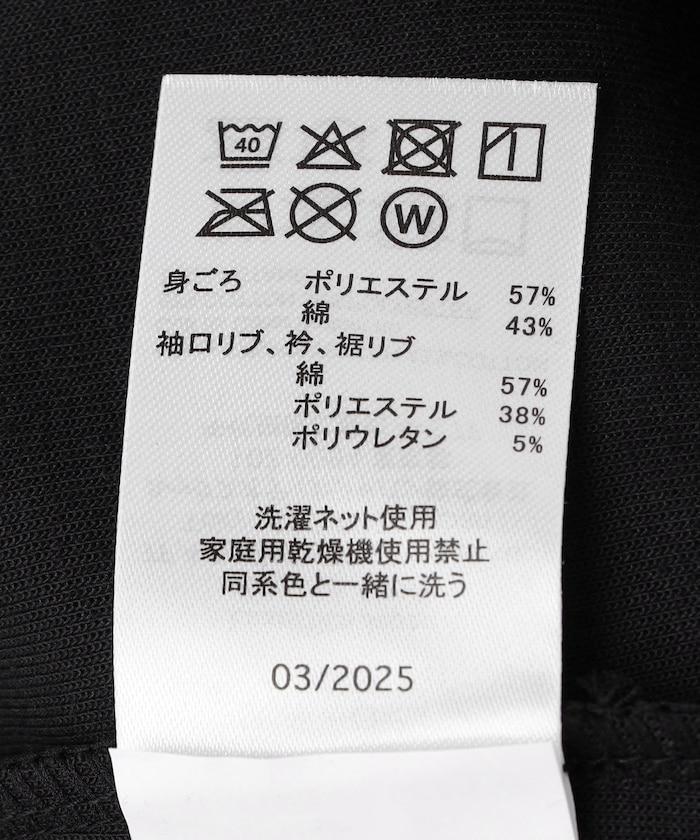 40
W
身ごろ ポリエステル 57%
綿 43%
袖口リブ、衿、裾リブ
綿 57%
ポリエステル 38%
ポリウレタン 5%
洗濯ネット使用
家庭用乾燥機使用禁止
同系色と一緒に洗う
03/2025